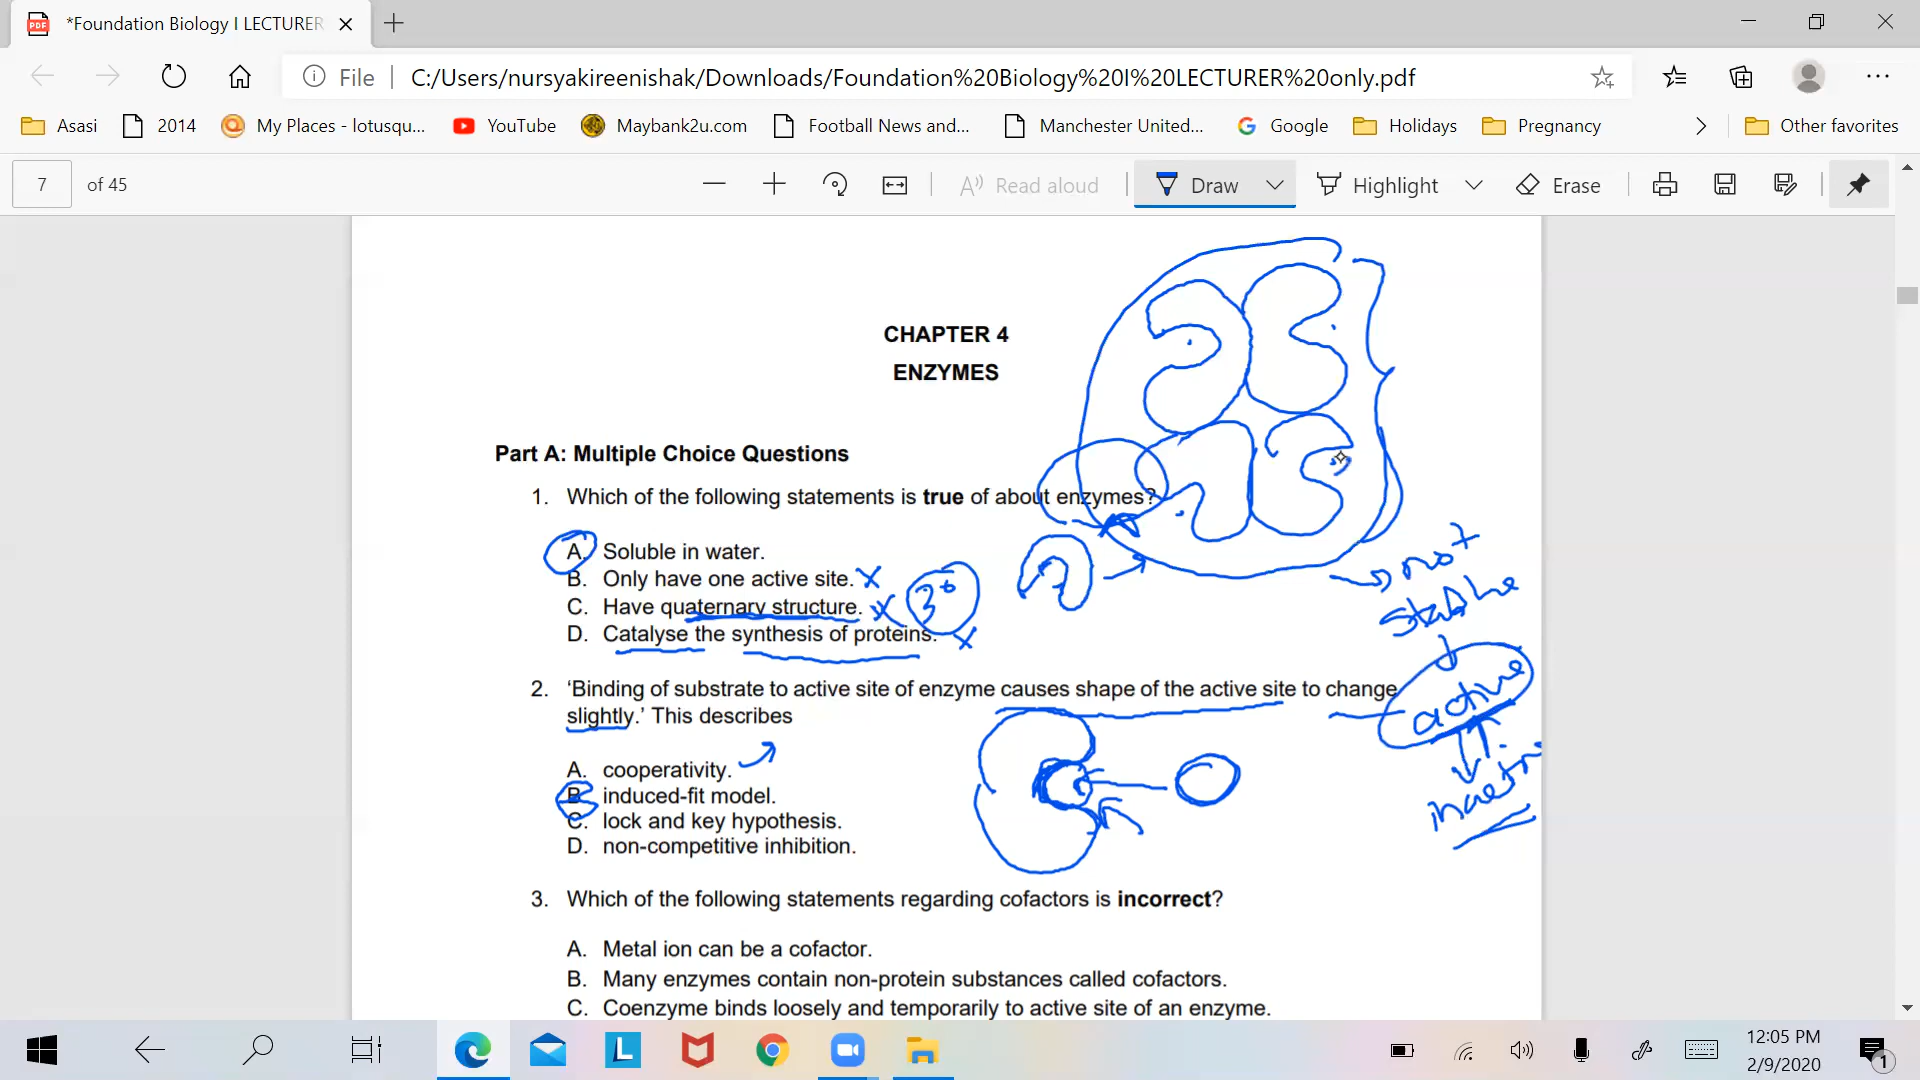 *Foundation Biology I LECTURER
File
C:/Users/nursyakireenishak/Downloads/Foundation%20Biology%20I%20LECTURER%20only.pdf
Asasi
2014
My Places - lotusqu...
YouTube
Maybank2u.com
Football News and...
Manchester United...
Google
Holidays
Pregnancy
Other favorites
7 of 45
Read aloud
Draw
Highlight
Erase
CHAPTER 4
ENZYMES
Part A: Multiple Choice Questions
1. Which of the following statements is true of about enzymes?
A. Soluble in water.
B. Only have one active site. X
C. Have quaternary structure. X 3°
D. Catalyse the synthesis of proteins. X
not
stable
active
2. ‘Binding of substrate to active site of enzyme causes shape of the active site to change
slightly.’ This describes
A. cooperativity.
B. induced-fit model.
C. lock and key hypothesis.
D. non-competitive inhibition.
3. Which of the following statements regarding cofactors is incorrect?
A. Metal ion can be a cofactor.
B. Many enzymes contain non-protein substances called cofactors.
C. Coenzyme binds loosely and temporarily to active site of an enzyme.
12:05 PM
2/9/2020
1